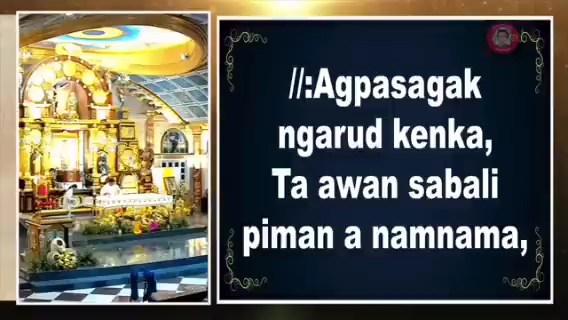 //:Agpasagak
ngarud kenka,
Ta awan sabali
piman a namnama,